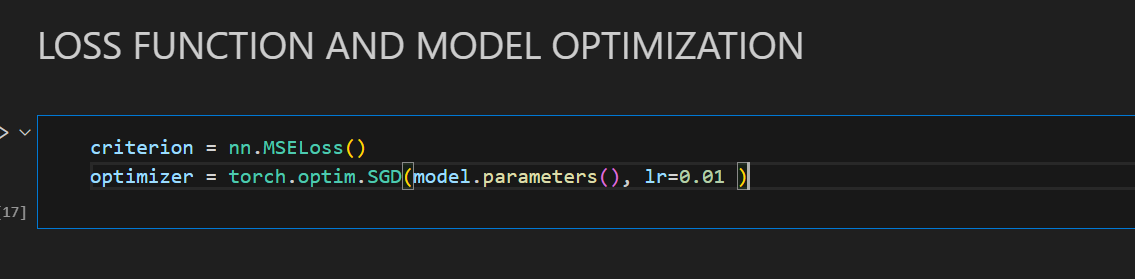 LOSS FUNCTION AND MODEL OPTIMIZATION
criterion = nn.MSELoss()
optimizer = torch.optim.SGD(model.parameters(), lr=0.01 )
[17]